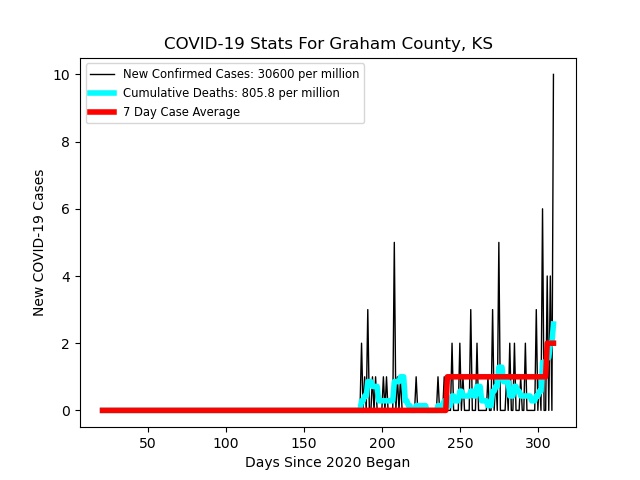 COVID-19 Stats For Graham County, KS
New Confirmed Cases: 30600 per million
Cumulative Deaths: 805.8 per million
7 Day Case Average
10
8
6
4
2
0
New COVID-19 Cases
50 100 150 200 250 300
Days Since 2020 Began